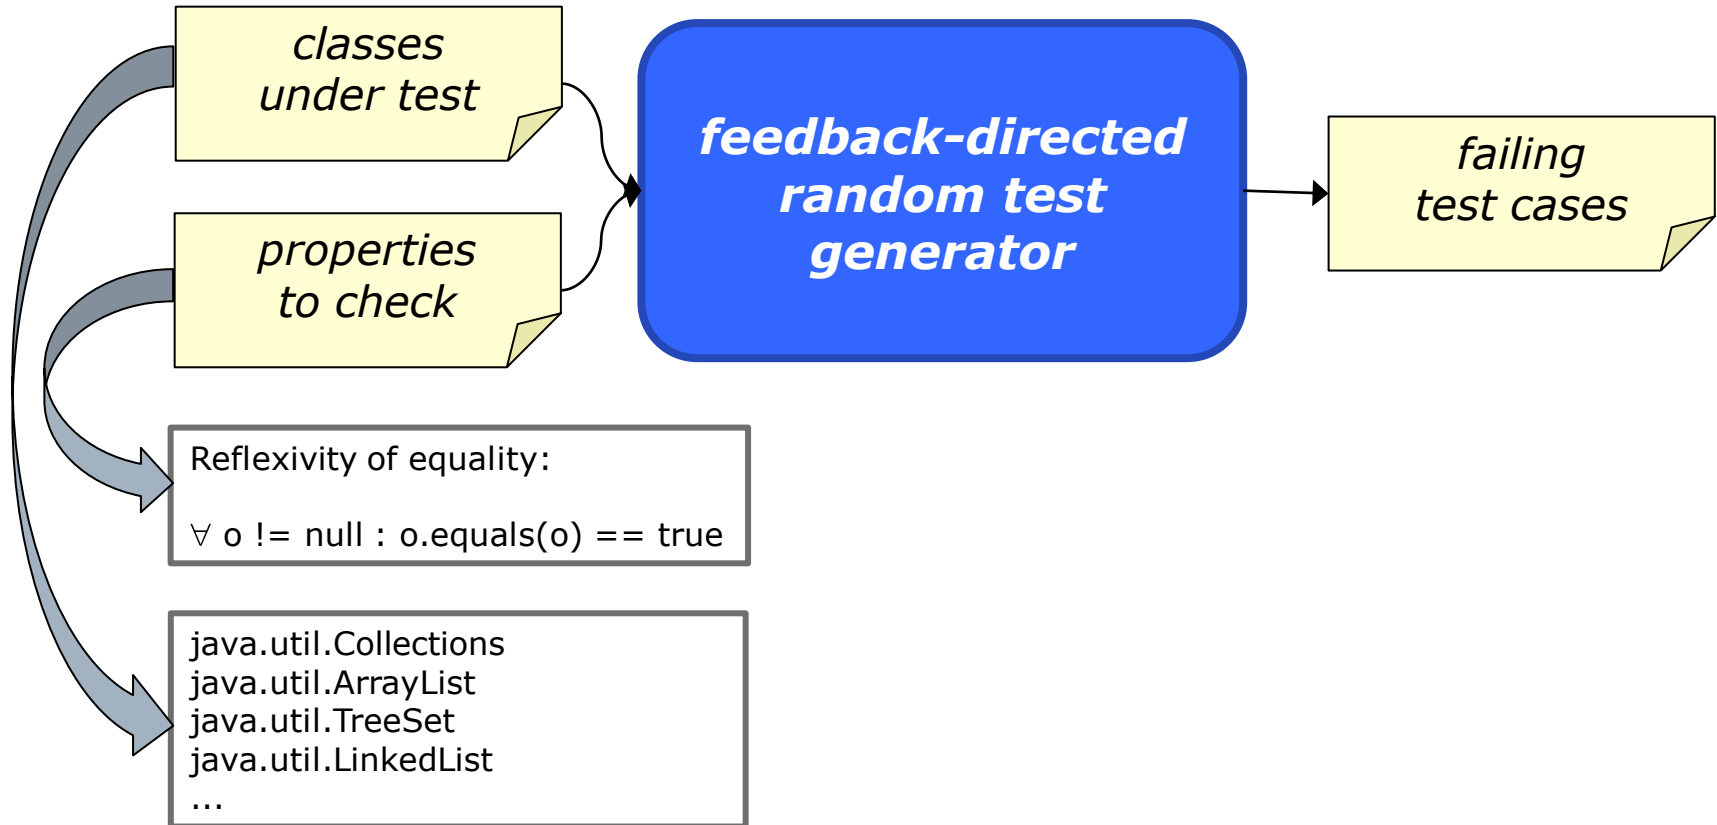 classes
under test
properties
to check
feedback-directed
random test
generator
failing
test cases
Reflexivity of equality:
∀ o != null : o.equals(o) == true
java.util.Collections
java.util.ArrayList
java.util.TreeSet
java.util.LinkedList
...